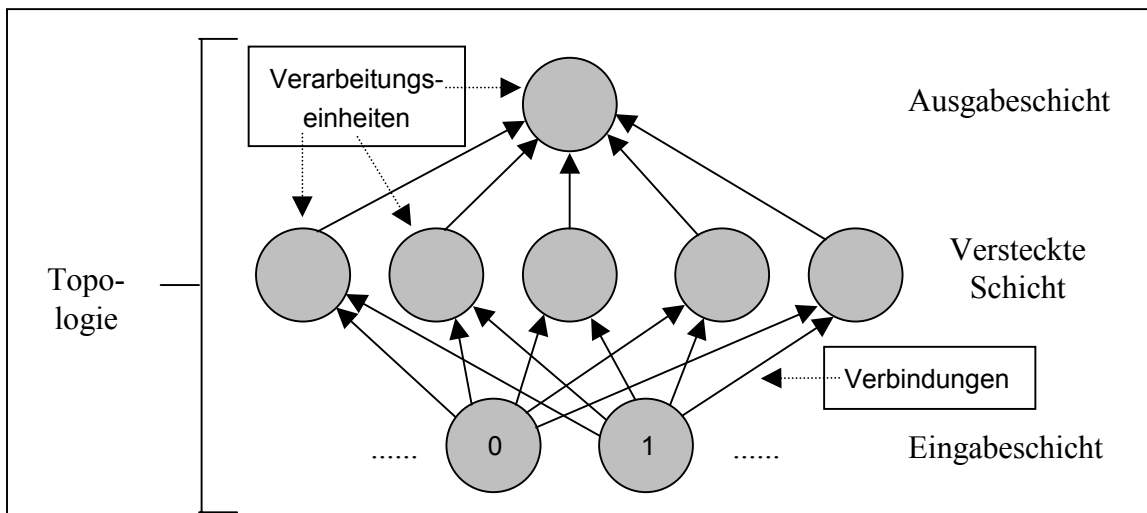 Verarbeitungs-
einheiten
Ausgabeschicht
Topo-
logie
Versteckte
Schicht
Verbindungen
...... 0 1 ......
Eingabeschicht